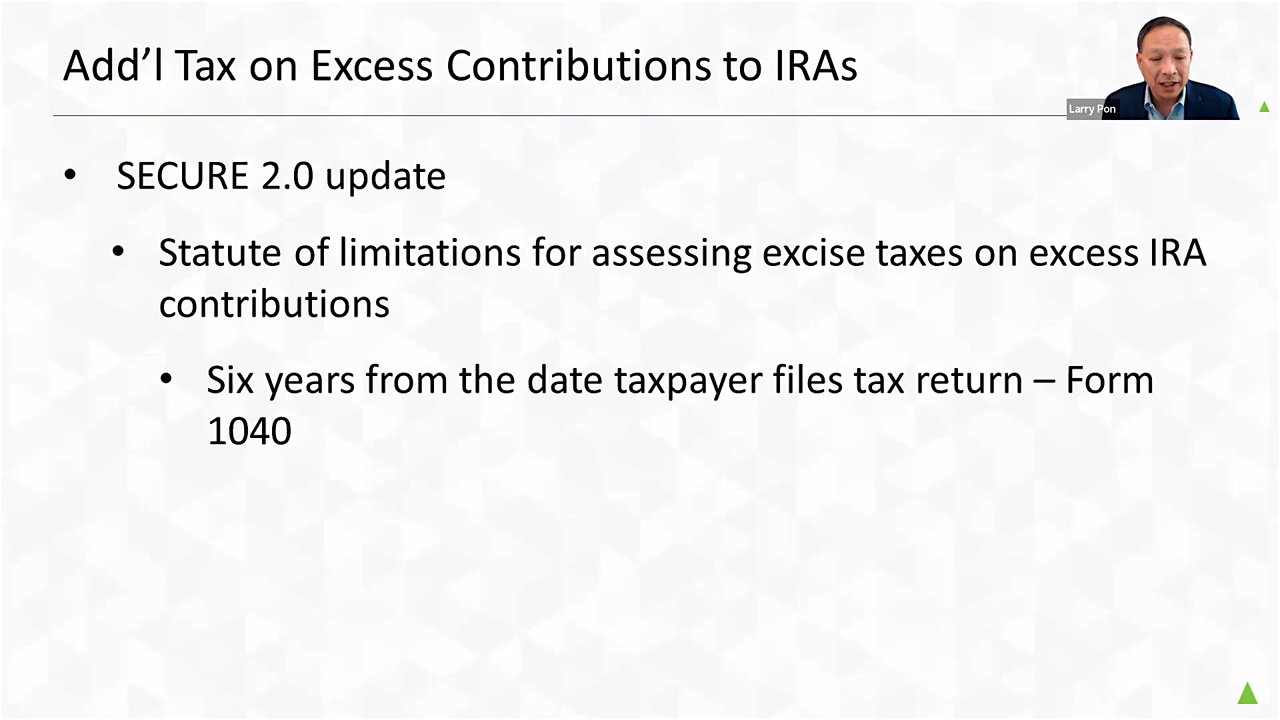 Add’l Tax on Excess Contributions to IRAs
Larry Pon
• SECURE 2.0 update
• Statute of limitations for assessing excise taxes on excess IRA
contributions
• Six years from the date taxpayer files tax return – Form
1040